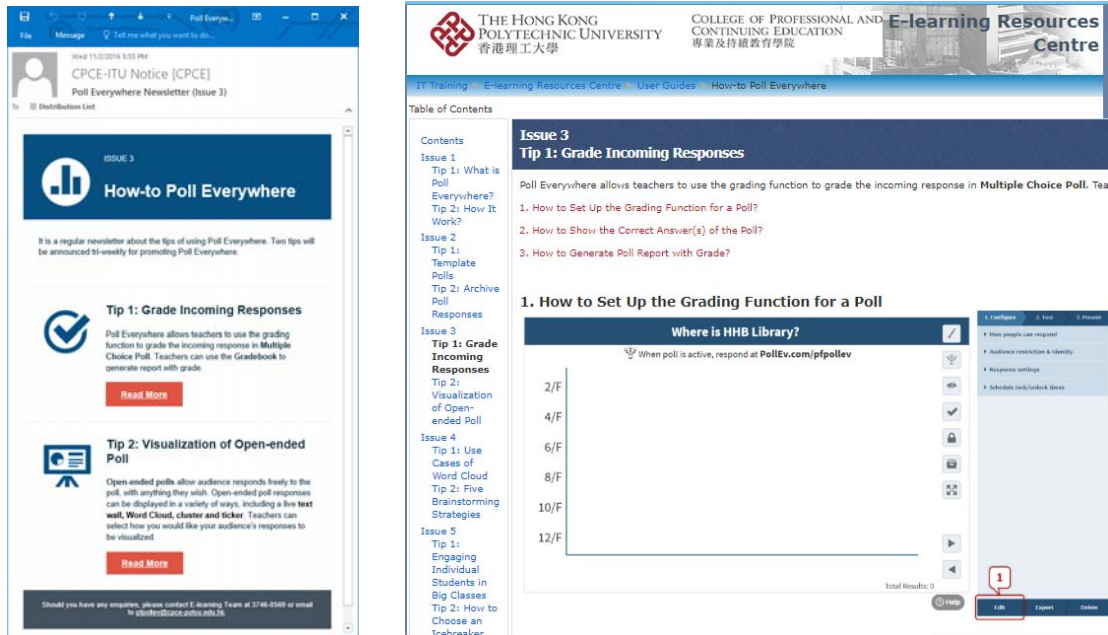 Poll Everyw...
File Message Tell me what you want to do...
Wed 11/2/2016 5:55 PM
CPCE-ITU Notice [CPCE]
Poll Everywhere Newsletter (Issue 3)
To Distribution List
ISSUE 3
How-to Poll Everywhere
It is a regular newsletter about the tips of using Poll Everywhere. Two tips will
be announced tri-weekly for promoting Poll Everywhere.
Tip 1: Grade Incoming Responses
Poll Everywhere allows teachers to use the grading
function to grade the incoming response in Multiple
Choice Poll. Teachers can use the Gradebook to
generate report with grade.
Read More
Tip 2: Visualization of Open-ended
Poll
Open-ended polls allow audience responds freely to the
poll, with anything they wish. Open-ended poll responses
can be displayed in a variety of ways, including a live text
wall, Word Cloud, cluster and ticker. Teachers can
select how you would like your audience's responses to
be visualized.
Read More
Should you have any enquiries, please contact E-learning Team at 3746-0569 or email
to pfpollev@cpce-polyu.edu.hk.
THE HONG KONG
POLYTECHNIC UNIVERSITY
香港理工大學
COLLEGE OF PROFESSIONAL AND
CONTINUING EDUCATION
專業及持續教育學院
E-learning Resources
Centre
IT Training E-learning Resources Centre User Guides How-to Poll Everywhere
Table of Contents
Contents
Issue 1
Tip 1: What is
Poll
Everywhere?
Tip 2: How It
Work?
Issue 2
Tip 1:
Template
Polls
Tip 2: Archive
Poll
Responses
Issue 3
Tip 1: Grade
Incoming
Responses
Tip 2:
Visualization
of Open-
ended Poll
Issue 4
Tip 1: Use
Cases of
Word Cloud
Tip 2: Five
Brainstorming
Strategies
Issue 5
Tip 1:
Engaging
Individual
Students in
Big Classes
Tip 2: How to
Choose an
Icebreaker
Issue 3
Tip 1: Grade Incoming Responses
Poll Everywhere allows teachers to use the grading function to grade the incoming response in Multiple Choice Poll. Tea
1. How to Set Up the Grading Function for a Poll?
2. How to Show the Correct Answer(s) of the Poll?
3. How to Generate Poll Report with Grade?
1. How to Set Up the Grading Function for a Poll
Where is HHB Library?
When poll is active, respond at PollEv.com/pfpollev
2/F
4/F
6/F
8/F
10/F
12/F
Total Results: 0
Help
1. Configure 2. Test 3. Present
How people can respond
Audience restriction & identity
Response settings
Schedule lock/unlock times
1
Edit Export Delete